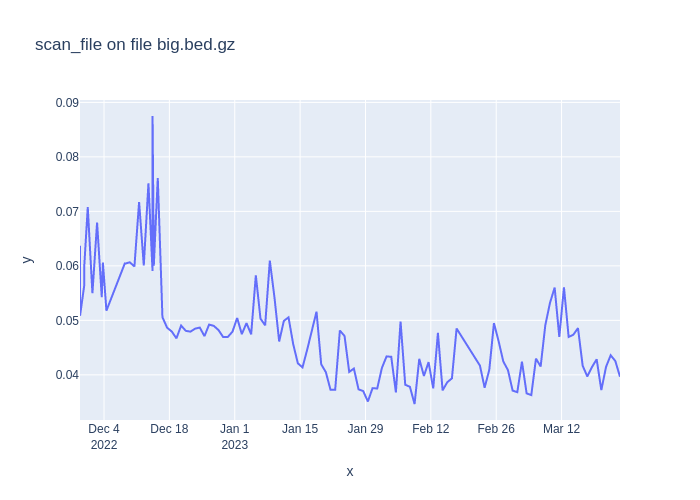 scan_file on file big.bed.gz
0.09
0.08
0.07
0.06
0.05
0.04
y
Dec 4 Dec 18 Jan 1 Jan 15 Jan 29 Feb 12 Feb 26 Mar 12
2022 2023
x